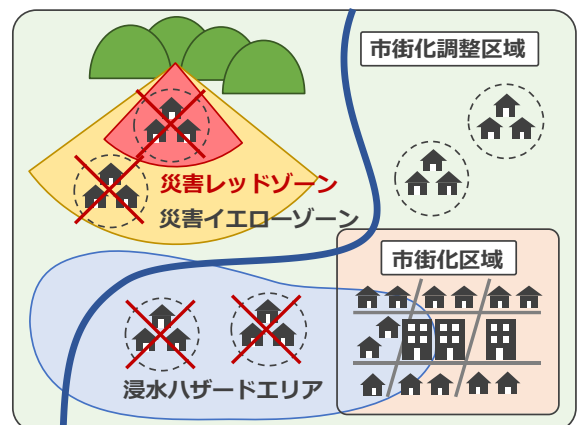 市街化調整区域
災害レッドゾーン
災害イエローゾーン
市街化区域
浸水ハザードエリア